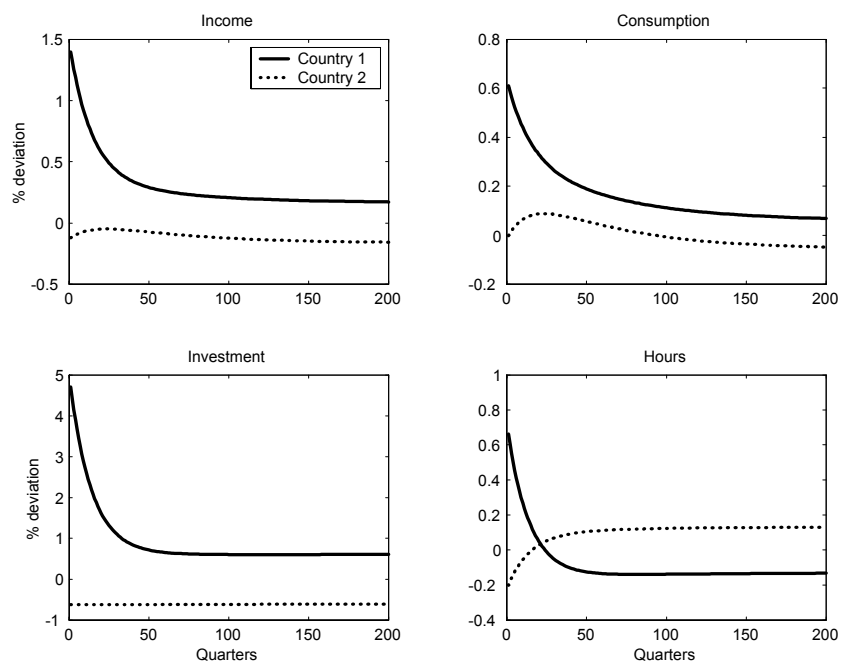 Income
Consumption
1.5
1
0.5
0
-0.5
% deviation
Country 1
Country 2
0 50 100 150 200
0.8
0.6
0.4
0.2
0
-0.2
0 50 100 150 200
Investment
Hours
5
4
3
2
1
0
-1
% deviation
0 50 100 150 200
Quarters
1
0.8
0.6
0.4
0.2
0
-0.2
-0.4
0 50 100 150 200
Quarters